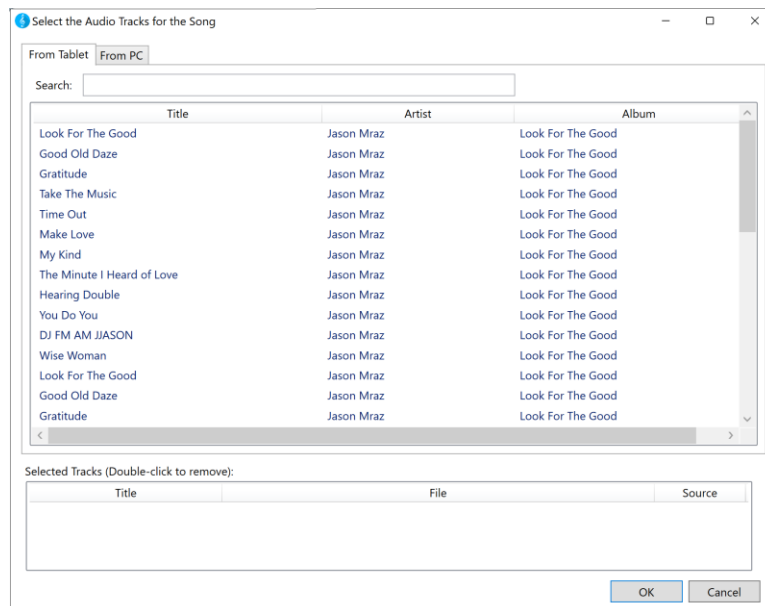 Select the Audio Tracks for the Song
From Tablet From PC
Search:
Title Artist Album
Look For The Good Jason Mraz Look For The Good
Good Old Daze Jason Mraz Look For The Good
Gratitude Jason Mraz Look For The Good
Take The Music Jason Mraz Look For The Good
Time Out Jason Mraz Look For The Good
Make Love Jason Mraz Look For The Good
My Kind Jason Mraz Look For The Good
The Minute I Heard of Love Jason Mraz Look For The Good
Hearing Double Jason Mraz Look For The Good
You Do You Jason Mraz Look For The Good
DJ FM AM JJASON Jason Mraz Look For The Good
Wise Woman Jason Mraz Look For The Good
Look For The Good Jason Mraz Look For The Good
Good Old Daze Jason Mraz Look For The Good
Gratitude Jason Mraz Look For The Good
Selected Tracks (Double-click to remove):
Title File Source
OK Cancel